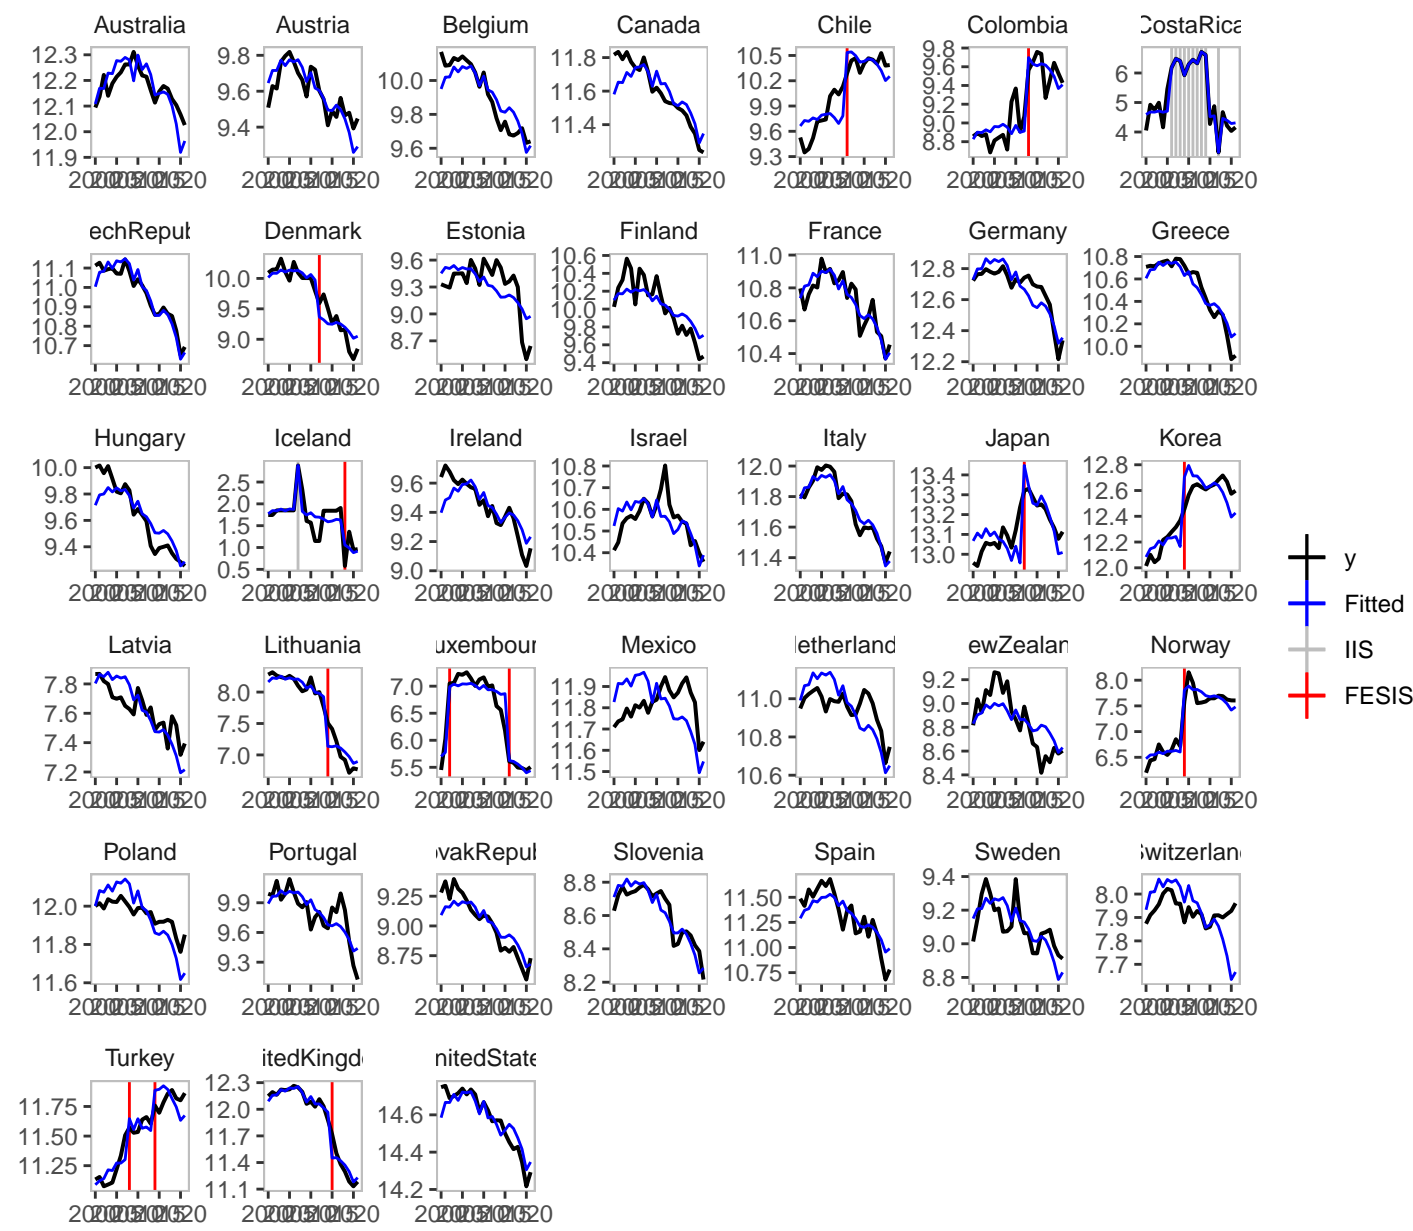 Australia Austria Belgium Canada Chile Colombia CostaRica
12.3 12.2 12.1 12.0 11.9
9.8 9.6 9.4
10.0 9.8 9.6
11.8 11.6 11.4
10.5 10.2 9.9 9.6 9.3
9.8 9.6 9.4 9.2 9.0 8.8
6 5 4
echRepub Denmark Estonia Finland France Germany Greece
11.1 11.0 10.9 10.8 10.7
10.0 9.5 9.0
9.6 9.3 9.0 8.7
10.6 10.4 10.2 10.0 9.8 9.6 9.4
11.0 10.8 10.6 10.4
12.8 12.6 12.4 12.2
10.8 10.6 10.4 10.2 10.0
Hungary Iceland Ireland Israel Italy Japan Korea
10.0 9.8 9.6 9.4
2.5 2.0 1.5 1.0 0.5
9.6 9.4 9.2 9.0
10.8 10.7 10.6 10.5 10.4
12.0 11.8 11.6 11.4
13.4 13.3 13.2 13.1 13.0
12.8 12.6 12.4 12.2 12.0
y
Fitted
IIS
FESIS
Latvia Lithuania uxembour Mexico letherland ewZealan Norway
7.8 7.6 7.4 7.2
8.0 7.5 7.0
7.0 6.5 6.0 5.5
11.9 11.8 11.7 11.6 11.5
11.0 10.8 10.6
9.2 9.0 8.8 8.6 8.4
8.0 7.5 7.0 6.5
Poland Portugal ovakRepub Slovenia Spain Sweden Switzerlan
12.0 11.8 11.6
9.9 9.6 9.3
9.25 9.00 8.75
8.8 8.6 8.4 8.2
11.50 11.25 11.00 10.75
9.4 9.2 9.0 8.8
8.0 7.9 7.8 7.7
Turkey itedKingd nitedState
11.75 11.50 11.25
12.3 12.0 11.7 11.4 11.1
14.6 14.4 14.2